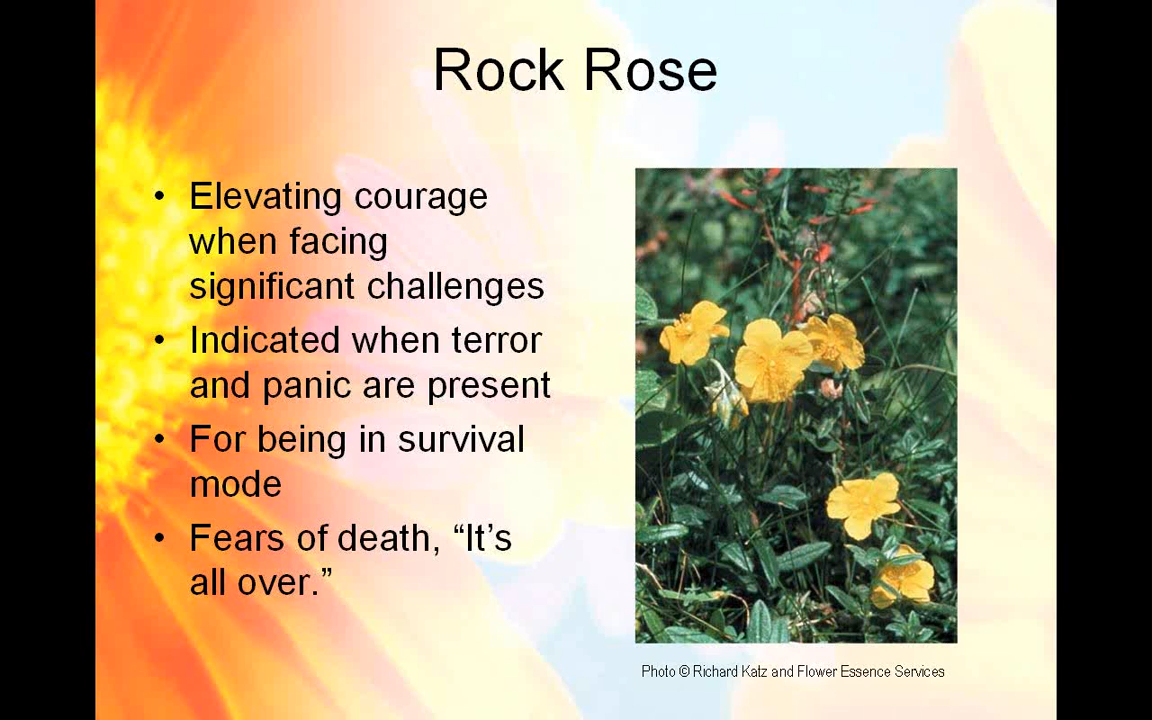 Rock Rose
• Elevating courage
when facing
significant challenges
• Indicated when terror
and panic are present
• For being in survival
mode
• Fears of death, “It’s
all over.”
Photo © Richard Katz and Flower Essence Services